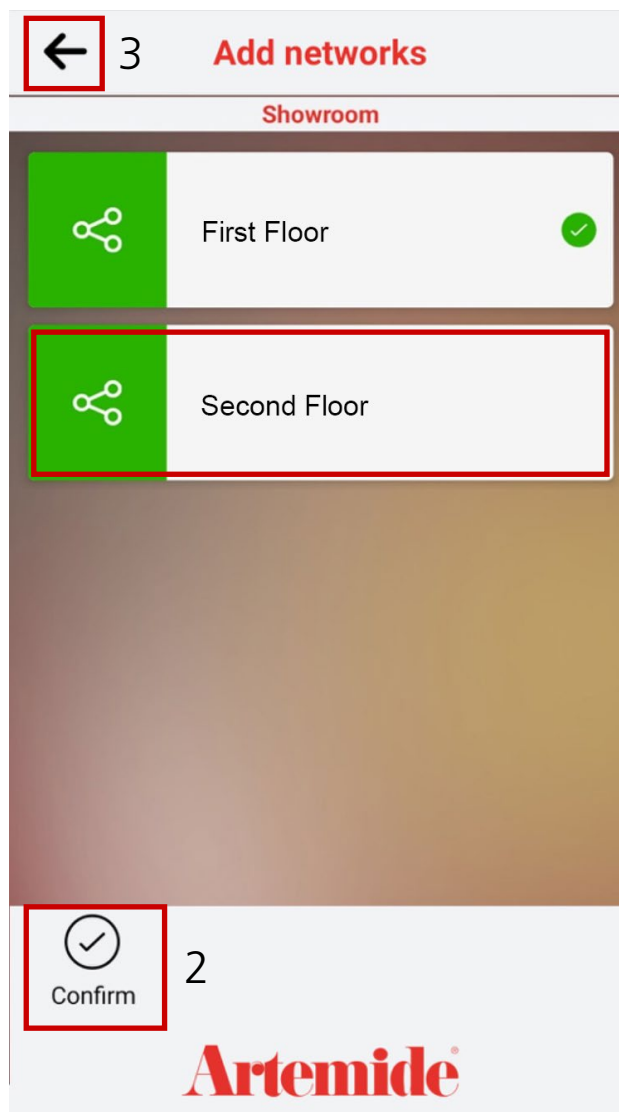 3 Add networks
Showroom
First Floor
Second Floor
Confirm 2
Artemide®